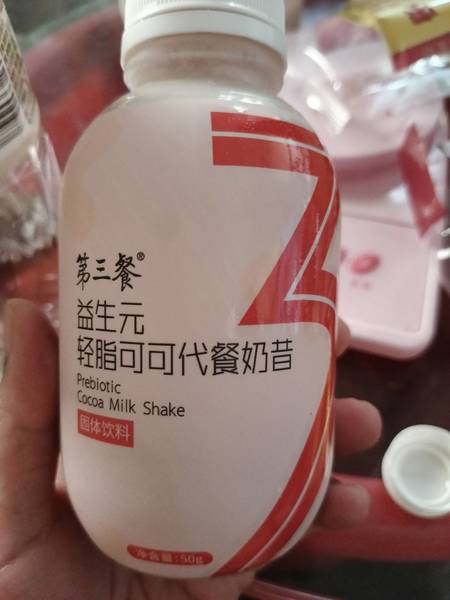 第三餐®
益生元
轻脂可可代餐奶昔
Prebiotic
Cocoa Milk Shake
固体饮料
净含量:50g